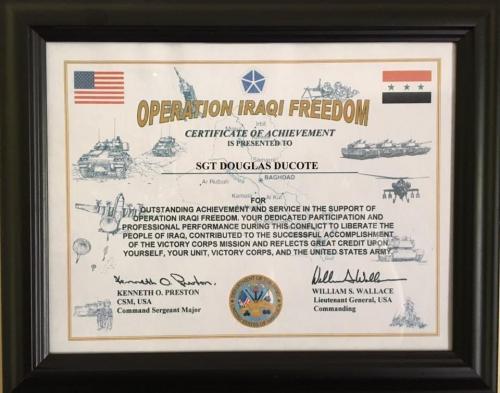 OPERATION IRAQI FREEDOM
CERTIFICATE OF ACHIEVEMENT
IS PRESENTED TO
SGT DOUGLAS DUCOTE
BAGHDAD
Ar Rutbah
FOR
OUTSTANDING ACHIEVEMENT AND SERVICE IN THE SUPPORT OF
OPERATION IRAQI FREEDOM. YOUR DEDICATED PARTICIPATION AND
PROFESSIONAL PERFORMANCE DURING THIS CONFLICT TO LIBERATE THE
PEOPLE OF IRAQ, CONTRIBUTED TO THE SUCCESSFUL ACCOMPLISHMENT
OF THE VICTORY CORPS MISSION AND REFLECTS GREAT CREDIT UPON
YOURSELF, YOUR UNIT, VICTORY CORPS, AND THE UNITED STATES ARMY.
Kenneth O. Preston
KENNETH O. PRESTON
CSM, USA
Command Sergeant Major
WILLIAM S. WALLACE
Lieutenant General, USA
Commanding